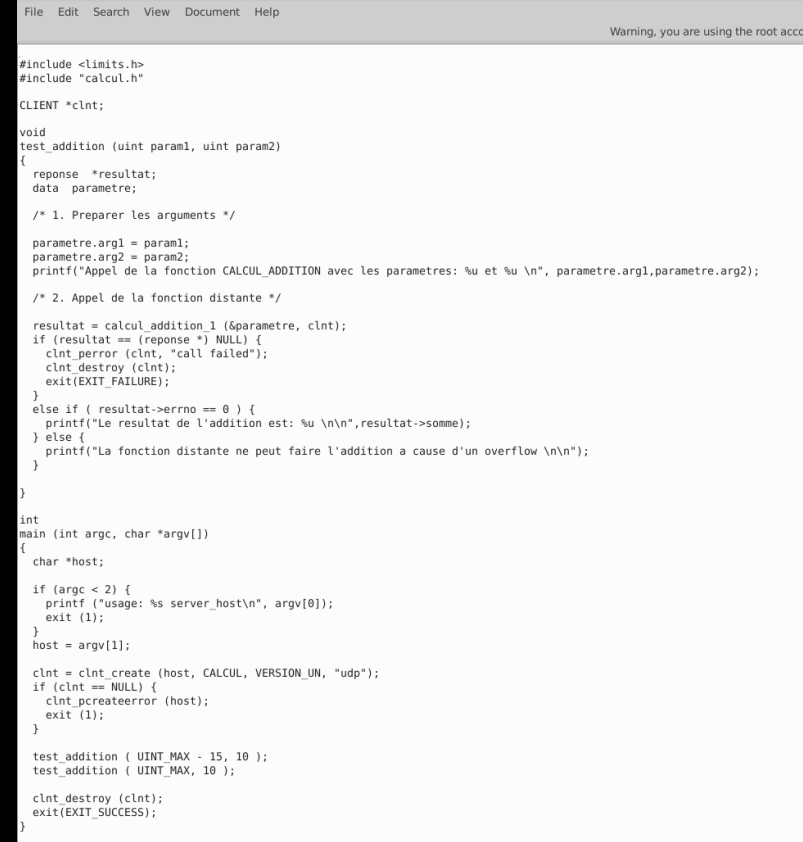 File Edit Search View Document Help
Warning, you are using the root
#include <limits.h>
#include "calcul.h"
CLIENT *clnt;
void
test_addition (uint param1, uint param2)
{
reponse  *resultat;
data  parametre;
/* 1. Preparer les arguments */
parametre.arg1 = param1;
parametre.arg2 = param2;
printf("Appel de la fonction CALCUL_ADDITION avec les parametres: %u et %u \n", parametre.arg1,parametre.arg2);
/* 2. Appel de la fonction distante */
resultat = calcul_addition_1 (&parametre, clnt);
if (resultat == (reponse *) NULL) {
clnt_perror (clnt, "call failed");
clnt_destroy (clnt);
exit(EXIT_FAILURE);
}
else if ( resultat->errno == 0 ) {
printf("Le resultat de l'addition est: %u \n\n",resultat->somme);
} else {
printf("La fonction distante ne peut faire l'addition a cause d'un overflow \n\n");
}
}
int
main (int argc, char *argv[])
{
char *host;
if (argc < 2) {
printf ("usage: %s server_host\n", argv[0]);
exit (1);
}
host = argv[1];
clnt = clnt_create (host, CALCUL, VERSION_UN, "udp");
if (clnt == NULL) {
clnt_pcreateerror (host);
exit (1);
}
test_addition ( UINT_MAX - 15, 10 );
test_addition ( UINT_MAX, 10 );
clnt_destroy (clnt);
exit(EXIT_SUCCESS);
}